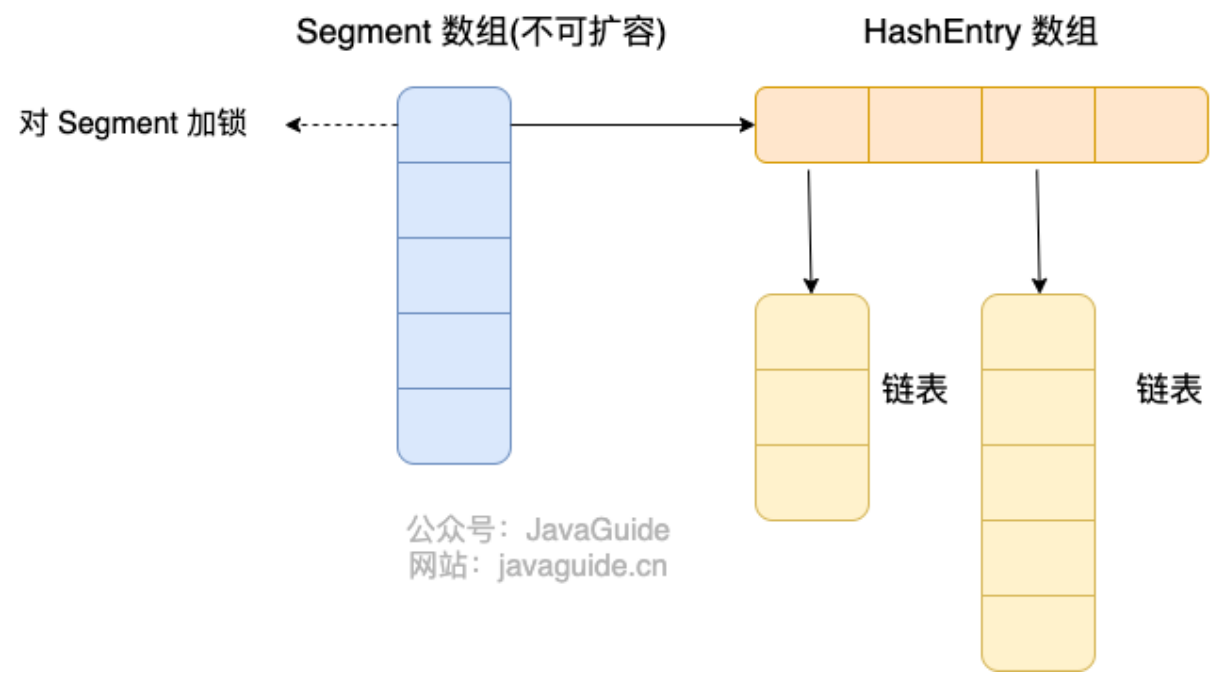 Segment 数组(不可扩容)
HashEntry 数组
对 Segment 加锁
链表
链表
公众号：JavaGuide
网站：javaguide.cn